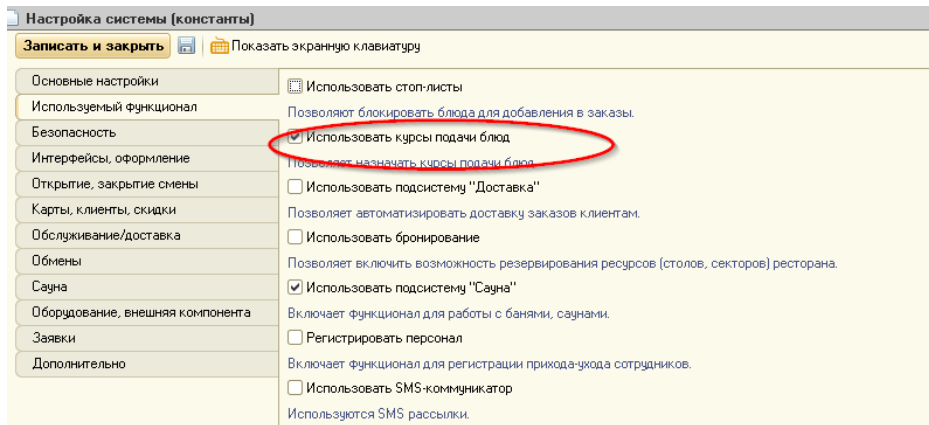 Настройка системы (константы)
Записать и закрыть Показать экранную клавиатуру
Основные настройки
Используемый функционал
Безопасность
Интерфейсы, оформление
Открытие, закрытие смены
Карты, клиенты, скидки
Обслуживание/доставка
Обмены
Сауна
Оборудование, внешняя компонента
Заявки
Дополнительно
Использовать стоп-листы
Позволяют блокировать блюда для добавления в заказы.
Использовать курсы подачи блюд
Позволяет назначать курсы подачи блюд.
Использовать подсистему "Доставка"
Позволяет автоматизировать доставку заказов клиентам.
Использовать бронирование
Позволяет включить возможность резервирования ресурсов (столов, секторов) ресторана.
Использовать подсистему "Сауна"
Включает функционал для работы с банями, саунами.
Регистрировать персонал
Включает функционал для регистрации прихода-ухода сотрудников.
Использовать SMS-коммуникатор
Используются SMS рассылки.